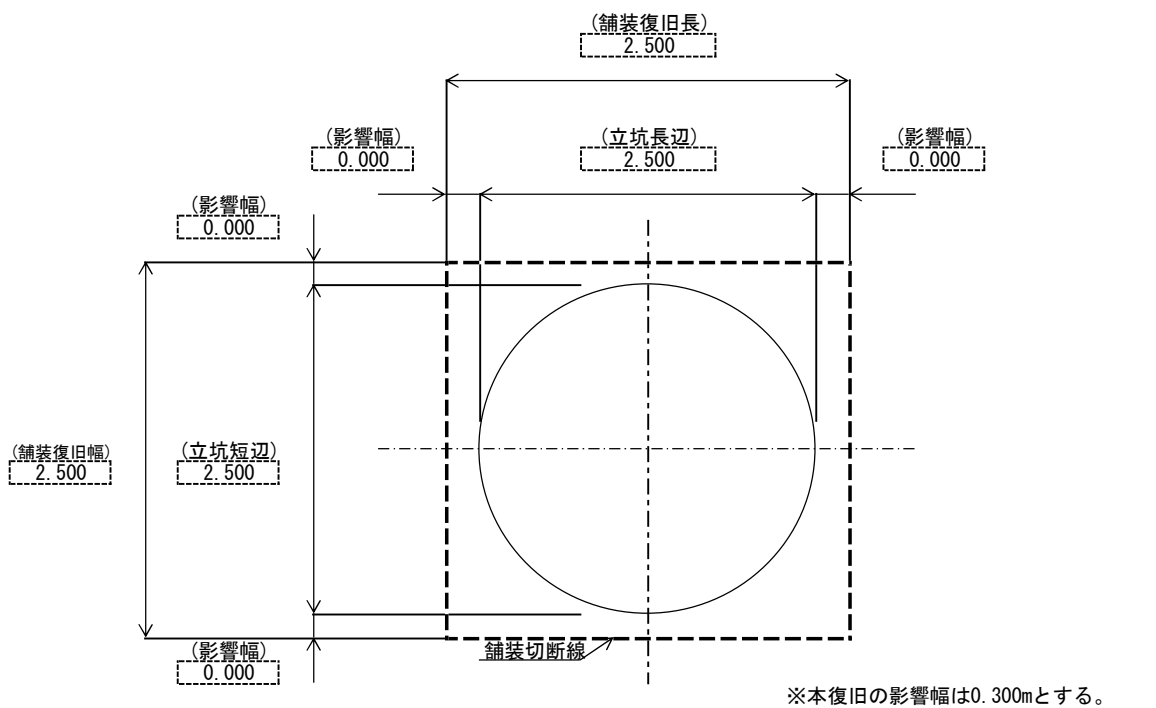 (舗装復旧長)
2.500
(影響幅)
0.000
(立坑長辺)
2.500
(影響幅)
0.000
(影響幅)
0.000
(舗装復旧幅)
2.500
(立坑短辺)
2.500
(影響幅)
0.000
舗装切断線
※本復旧の影響幅は0.300mとする。